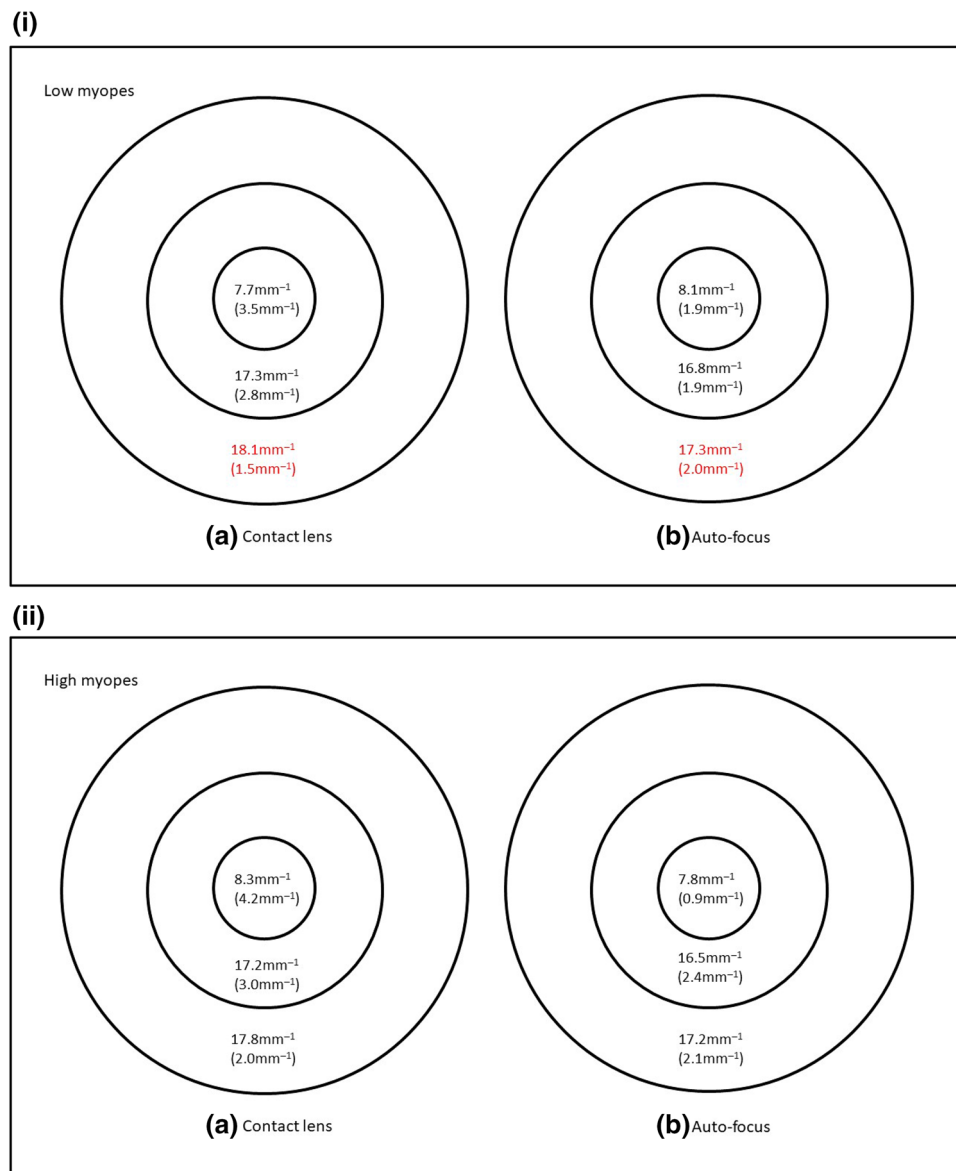 (i)
Low myopes
7.7mm⁻¹
(3.5mm⁻¹)
17.3mm⁻¹
(2.8mm⁻¹)
18.1mm⁻¹
(1.5mm⁻¹)
(a) Contact lens
8.1mm⁻¹
(1.9mm⁻¹)
16.8mm⁻¹
(1.9mm⁻¹)
17.3mm⁻¹
(2.0mm⁻¹)
(b) Auto-focus
(ii)
High myopes
8.3mm⁻¹
(4.2mm⁻¹)
17.2mm⁻¹
(3.0mm⁻¹)
17.8mm⁻¹
(2.0mm⁻¹)
(a) Contact lens
7.8mm⁻¹
(0.9mm⁻¹)
16.5mm⁻¹
(2.4mm⁻¹)
17.2mm⁻¹
(2.1mm⁻¹)
(b) Auto-focus